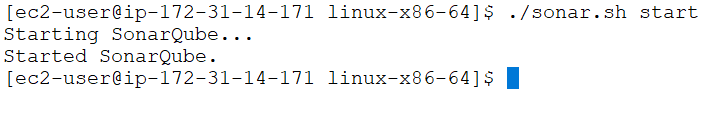 [ec2-user@ip-172-31-14-171 linux-x86-64]$ ./sonar.sh start
Starting SonarQube...
Started SonarQube.
[ec2-user@ip-172-31-14-171 linux-x86-64]$